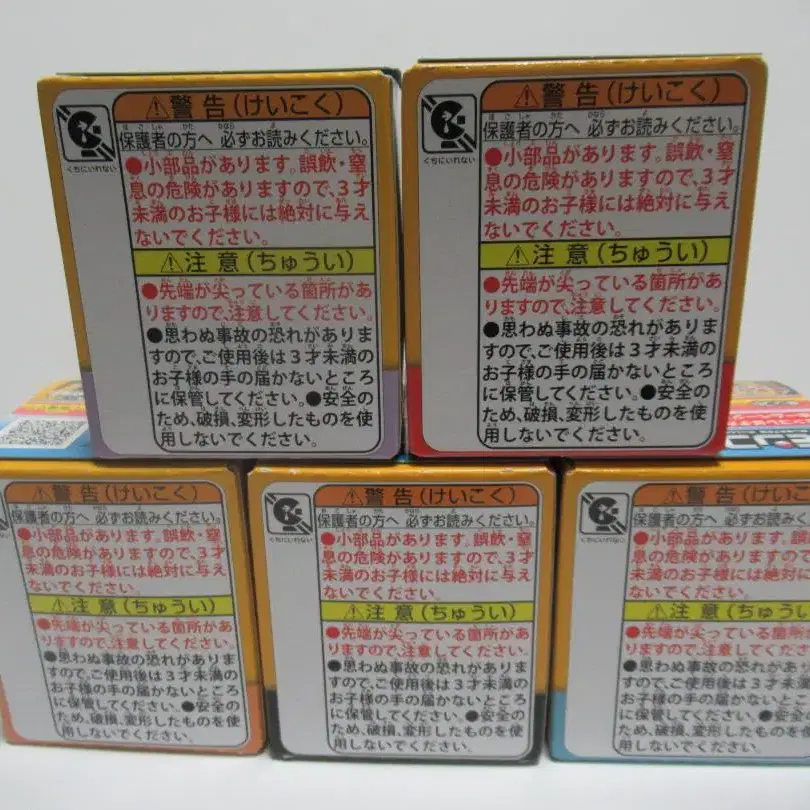 ⚠警告(けいこく)
保護者の方へ 必ずお読みください。
くちにいれない
●小部品があります。誤飲・窒
息の危険がありますので、3才
未満のお子様には絶対に与え
ないでください。
⚠注意(ちゅうい)
●先端が尖っている箇所があ
りますので、注意してください。
●思わぬ事故の恐れがありま
すので、ご使用後は3才未満の
お子様の手の届かないところ
に保管してください。●安全の
ため、破損、変形したものを使
用しないでください。
⚠警告(けいこく)
保護者の方へ 必ずお読みください。
くちにいれない
●小部品があります。誤飲・窒
息の危険がありますので、3才
未満のお子様には絶対に与え
ないでください。
⚠注意(ちゅうい)
●先端が尖っている箇所があ
りますので、注意してください。
●思わぬ事故の恐れがありま
すので、ご使用後は3才未満の
お子様の手の届かないところ
に保管してください。●安全の
ため、破損、変形したものを使
用しないでください。
⚠警告(けいこく)
保護者の方へ 必ずお読みください。
●小部品があります。誤飲・窒
息の危険がありますので、3才
未満のお子様には絶対に与え
ないでください。
⚠注意(ちゅうい)
●先端が尖っている箇所があ
りますので、注意してください。
●思わぬ事故の恐れがありま
すので、ご使用後は3才未満の
お子様の手の届かないところ
に保管してください。●安全の
ため、破損、変形したものを使
用しないでください。
⚠警告(けいこく)
保護者の方へ 必ずお読みください。
くちにいれない
●小部品があります。誤飲・窒
息の危険がありますので、3才
未満のお子様には絶対に与え
ないでください。
⚠注意(ちゅうい)
●先端が尖っている箇所があ
りますので、注意してください。
●思わぬ事故の恐れがありま
すので、ご使用後は3才未満の
お子様の手の届かないところ
に保管してください。●安全の
ため、破損、変形したものを使
用しないでください。
⚠警告(けいこく
保護者の方へ 必ずお読みくださ
くちにいれない
●小部品があります。誤飲・
息の危険がありますので、3
未満のお子様には絶対に与
ないでください。
⚠注意(ちゅうい
●先端が尖っている箇所が
りますので、注意してくださ
●思わぬ事故の恐れがありま
すので、ご使用後は3才未満
お子様の手の届かないとこ
に保管してください。●安全
ため、破損、変形したものを
用しないでください。